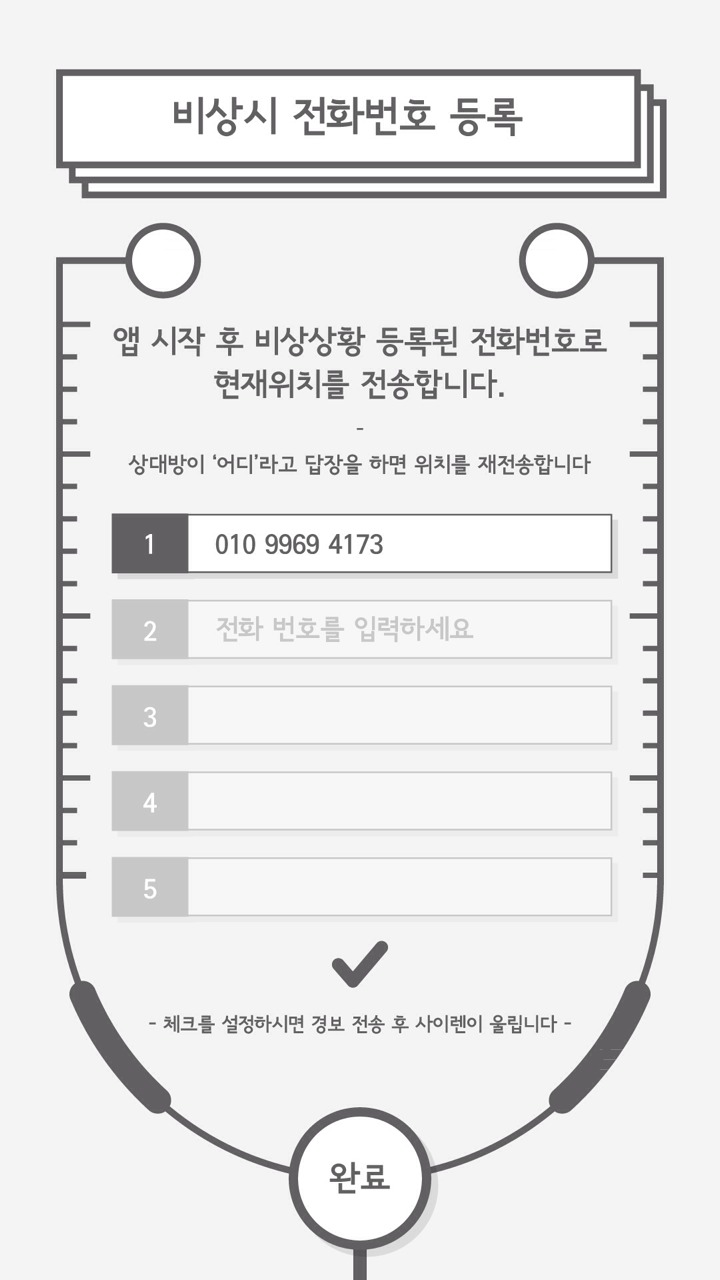 비상시 전화번호 등록
앱 시작 후 비상상황 등록된 전화번호로
현재위치를 전송합니다.
-
상대방이 ‘어디’라고 답장을 하면 위치를 재전송합니다
1 010 9969 4173
2 전화 번호를 입력하세요
3
4
5
- 체크를 설정하시면 경보 전송 후 사이렌이 울립니다 -
완료